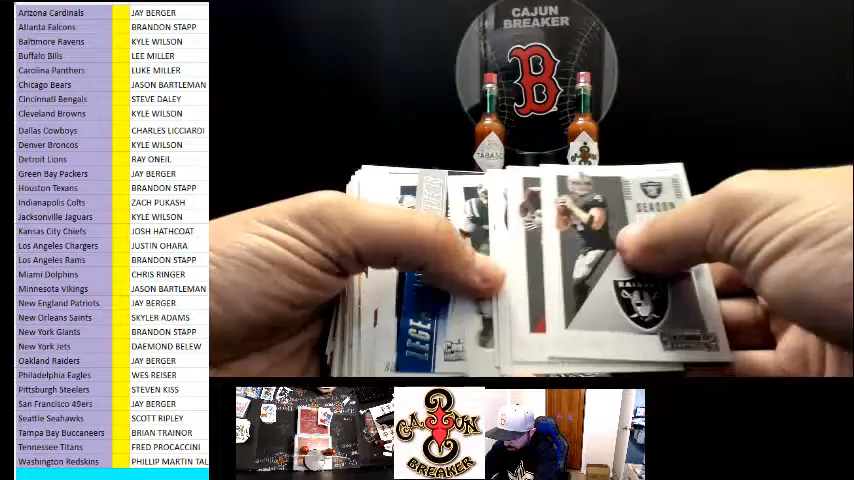 Arizona Cardinals JAY BERGER
Atlanta Falcons BRANDON STAPP
Baltimore Ravens KYLE WILSON
Buffalo Bills LEE MILLER
Carolina Panthers LUKE MILLER
Chicago Bears JASON BARTLEMAN
Cincinnati Bengals STEVE DALEY
Cleveland Browns KYLE WILSON
Dallas Cowboys CHARLES LICCIARDI
Denver Broncos KYLE WILSON
Detroit Lions RAY ONEIL
Green Bay Packers JAY BERGER
Houston Texans BRANDON STAPP
Indianapolis Colts ZACH PUKASH
Jacksonville Jaguars KYLE WILSON
Kansas City Chiefs JOSH HATHCOAT
Los Angeles Chargers JUSTIN OHARA
Los Angeles Rams BRANDON STAPP
Miami Dolphins CHRIS RINGER
Minnesota Vikings JASON BARTLEMAN
New England Patriots JAY BERGER
New Orleans Saints SKYLER ADAMS
New York Giants BRANDON STAPP
New York Jets DAEMOND BELEW
Oakland Raiders JAY BERGER
Philadelphia Eagles WES REISER
Pittsburgh Steelers STEVEN KISS
San Francisco 49ers JAY BERGER
Seattle Seahawks SCOTT RIPLEY
Tampa Bay Buccaneers BRIAN TRAINOR
Tennessee Titans FRED PROCACCINI
Washington Redskins PHILLIP MARTIN TAL
CAJUN
BREAKER
B
TABASC
SEASON
RAIDERS
LEGE
CAJUN
BREAKER